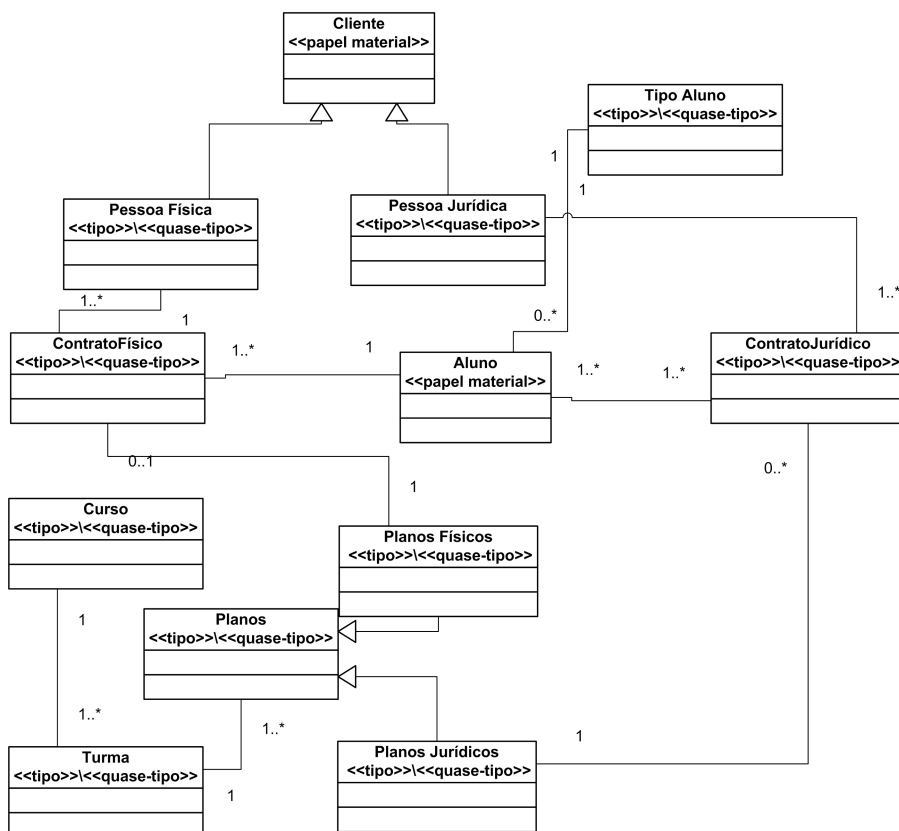 Cliente
<<papel material>>
Tipo Aluno
<<tipo>>\<<quase-tipo>>
1
1
Pessoa Física
<<tipo>>\<<quase-tipo>>
Pessoa Jurídica
<<tipo>>\<<quase-tipo>>
1..*
1..*
1
0..*
ContratoFísico
<<tipo>>\<<quase-tipo>>
1..*
1
Aluno
<<papel material>>
1..*
1..*
ContratoJurídico
<<tipo>>\<<quase-tipo>>
0..1
0..*
1
Curso
<<tipo>>\<<quase-tipo>>
Planos Físicos
<<tipo>>\<<quase-tipo>>
1
Planos
<<tipo>>\<<quase-tipo>>
1..*
1..*
1
Turma
<<tipo>>\<<quase-tipo>>
Planos Jurídicos
<<tipo>>\<<quase-tipo>>
1